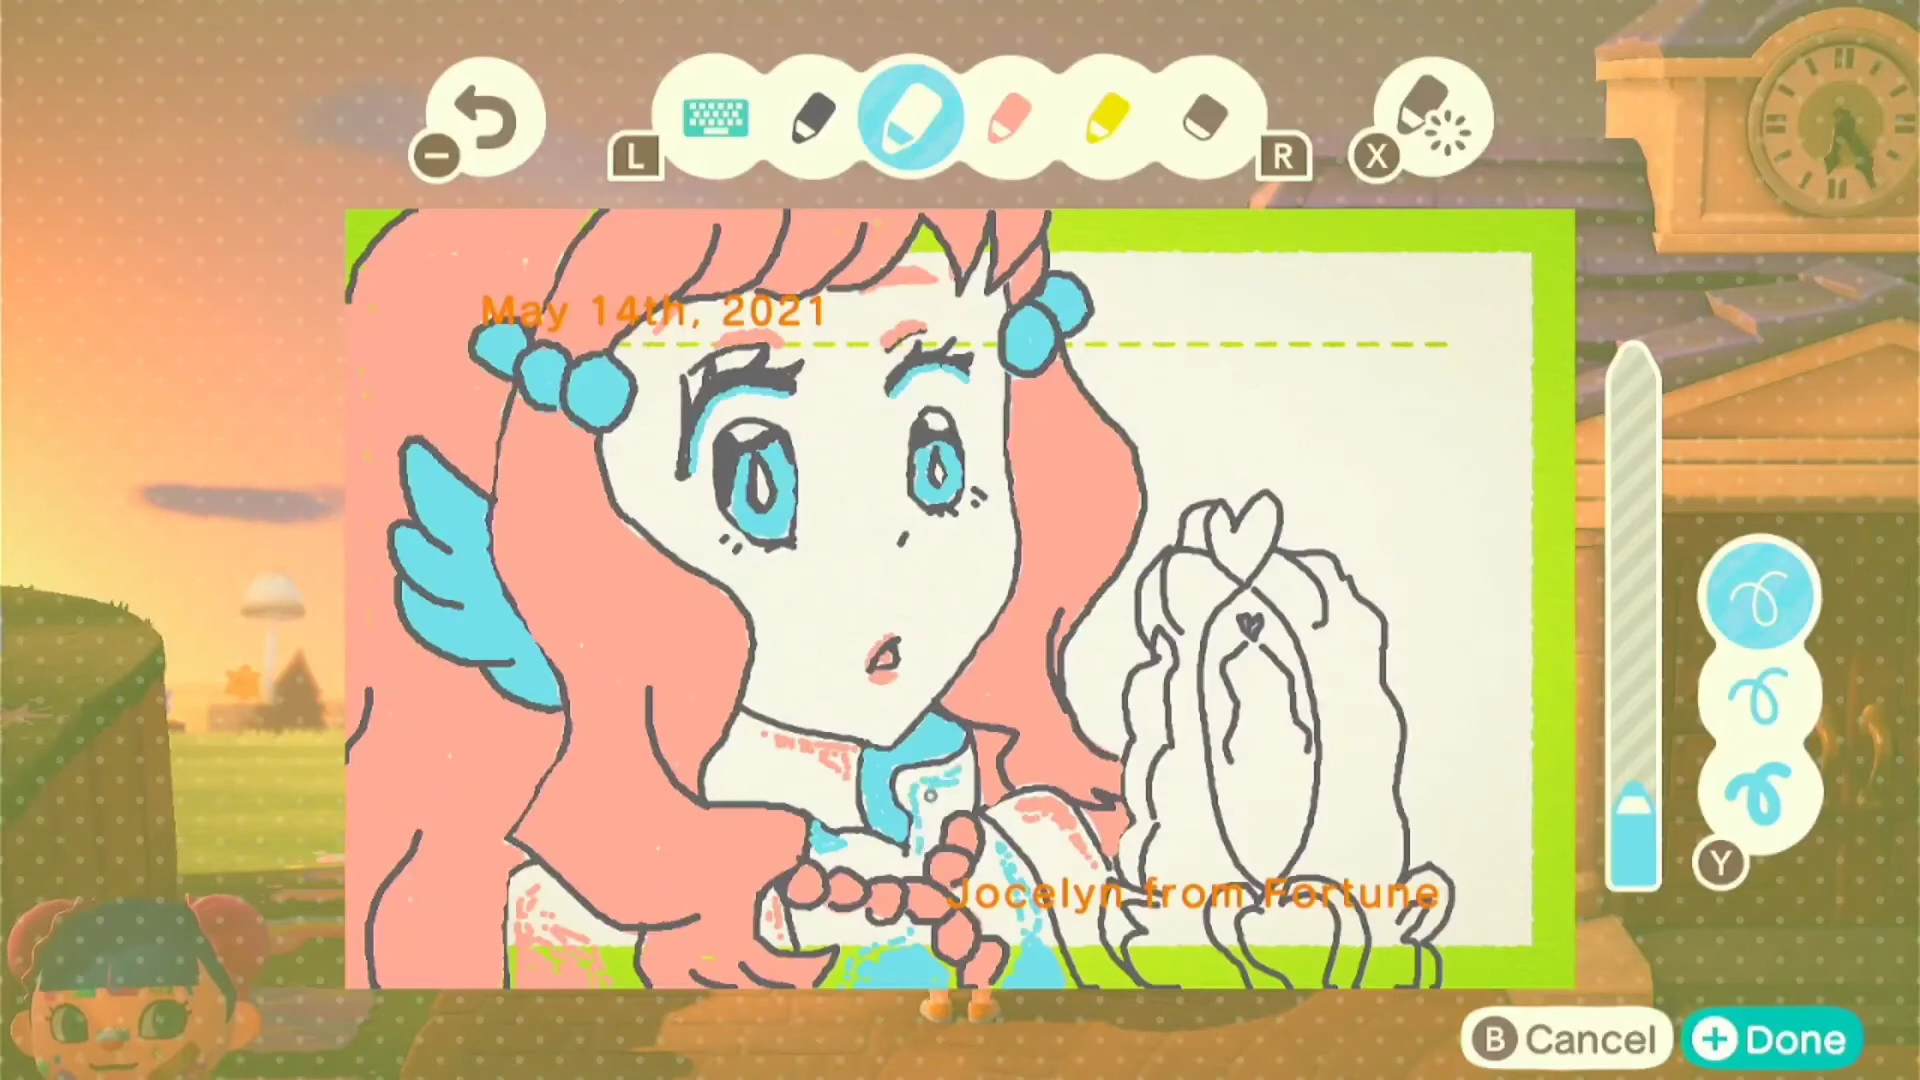 L
R
X
May 14th, 2021
Jocelyn from Fortune
Y
B Cancel
+ Done